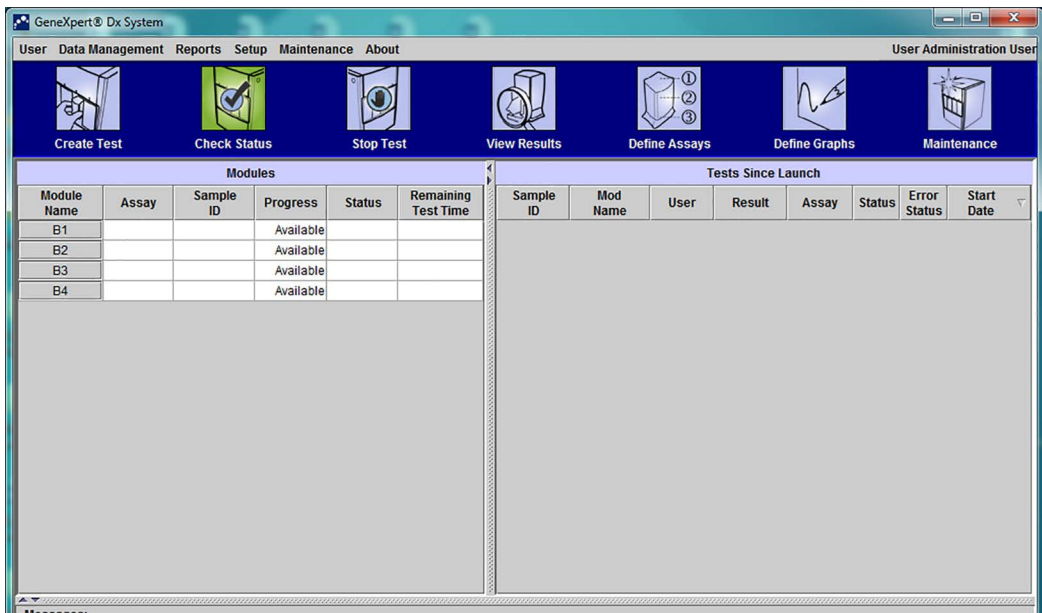 GeneXpert® Dx System
User Data Management Reports Setup Maintenance About User Administration User
Create Test Check Status Stop Test View Results Define Assays Define Graphs Maintenance
① ② ③
Modules
Module Name Assay Sample ID Progress Status Remaining Test Time
B1 Available
B2 Available
B3 Available
B4 Available
Tests Since Launch
Sample ID Mod Name User Result Assay Status Error Status Start Date